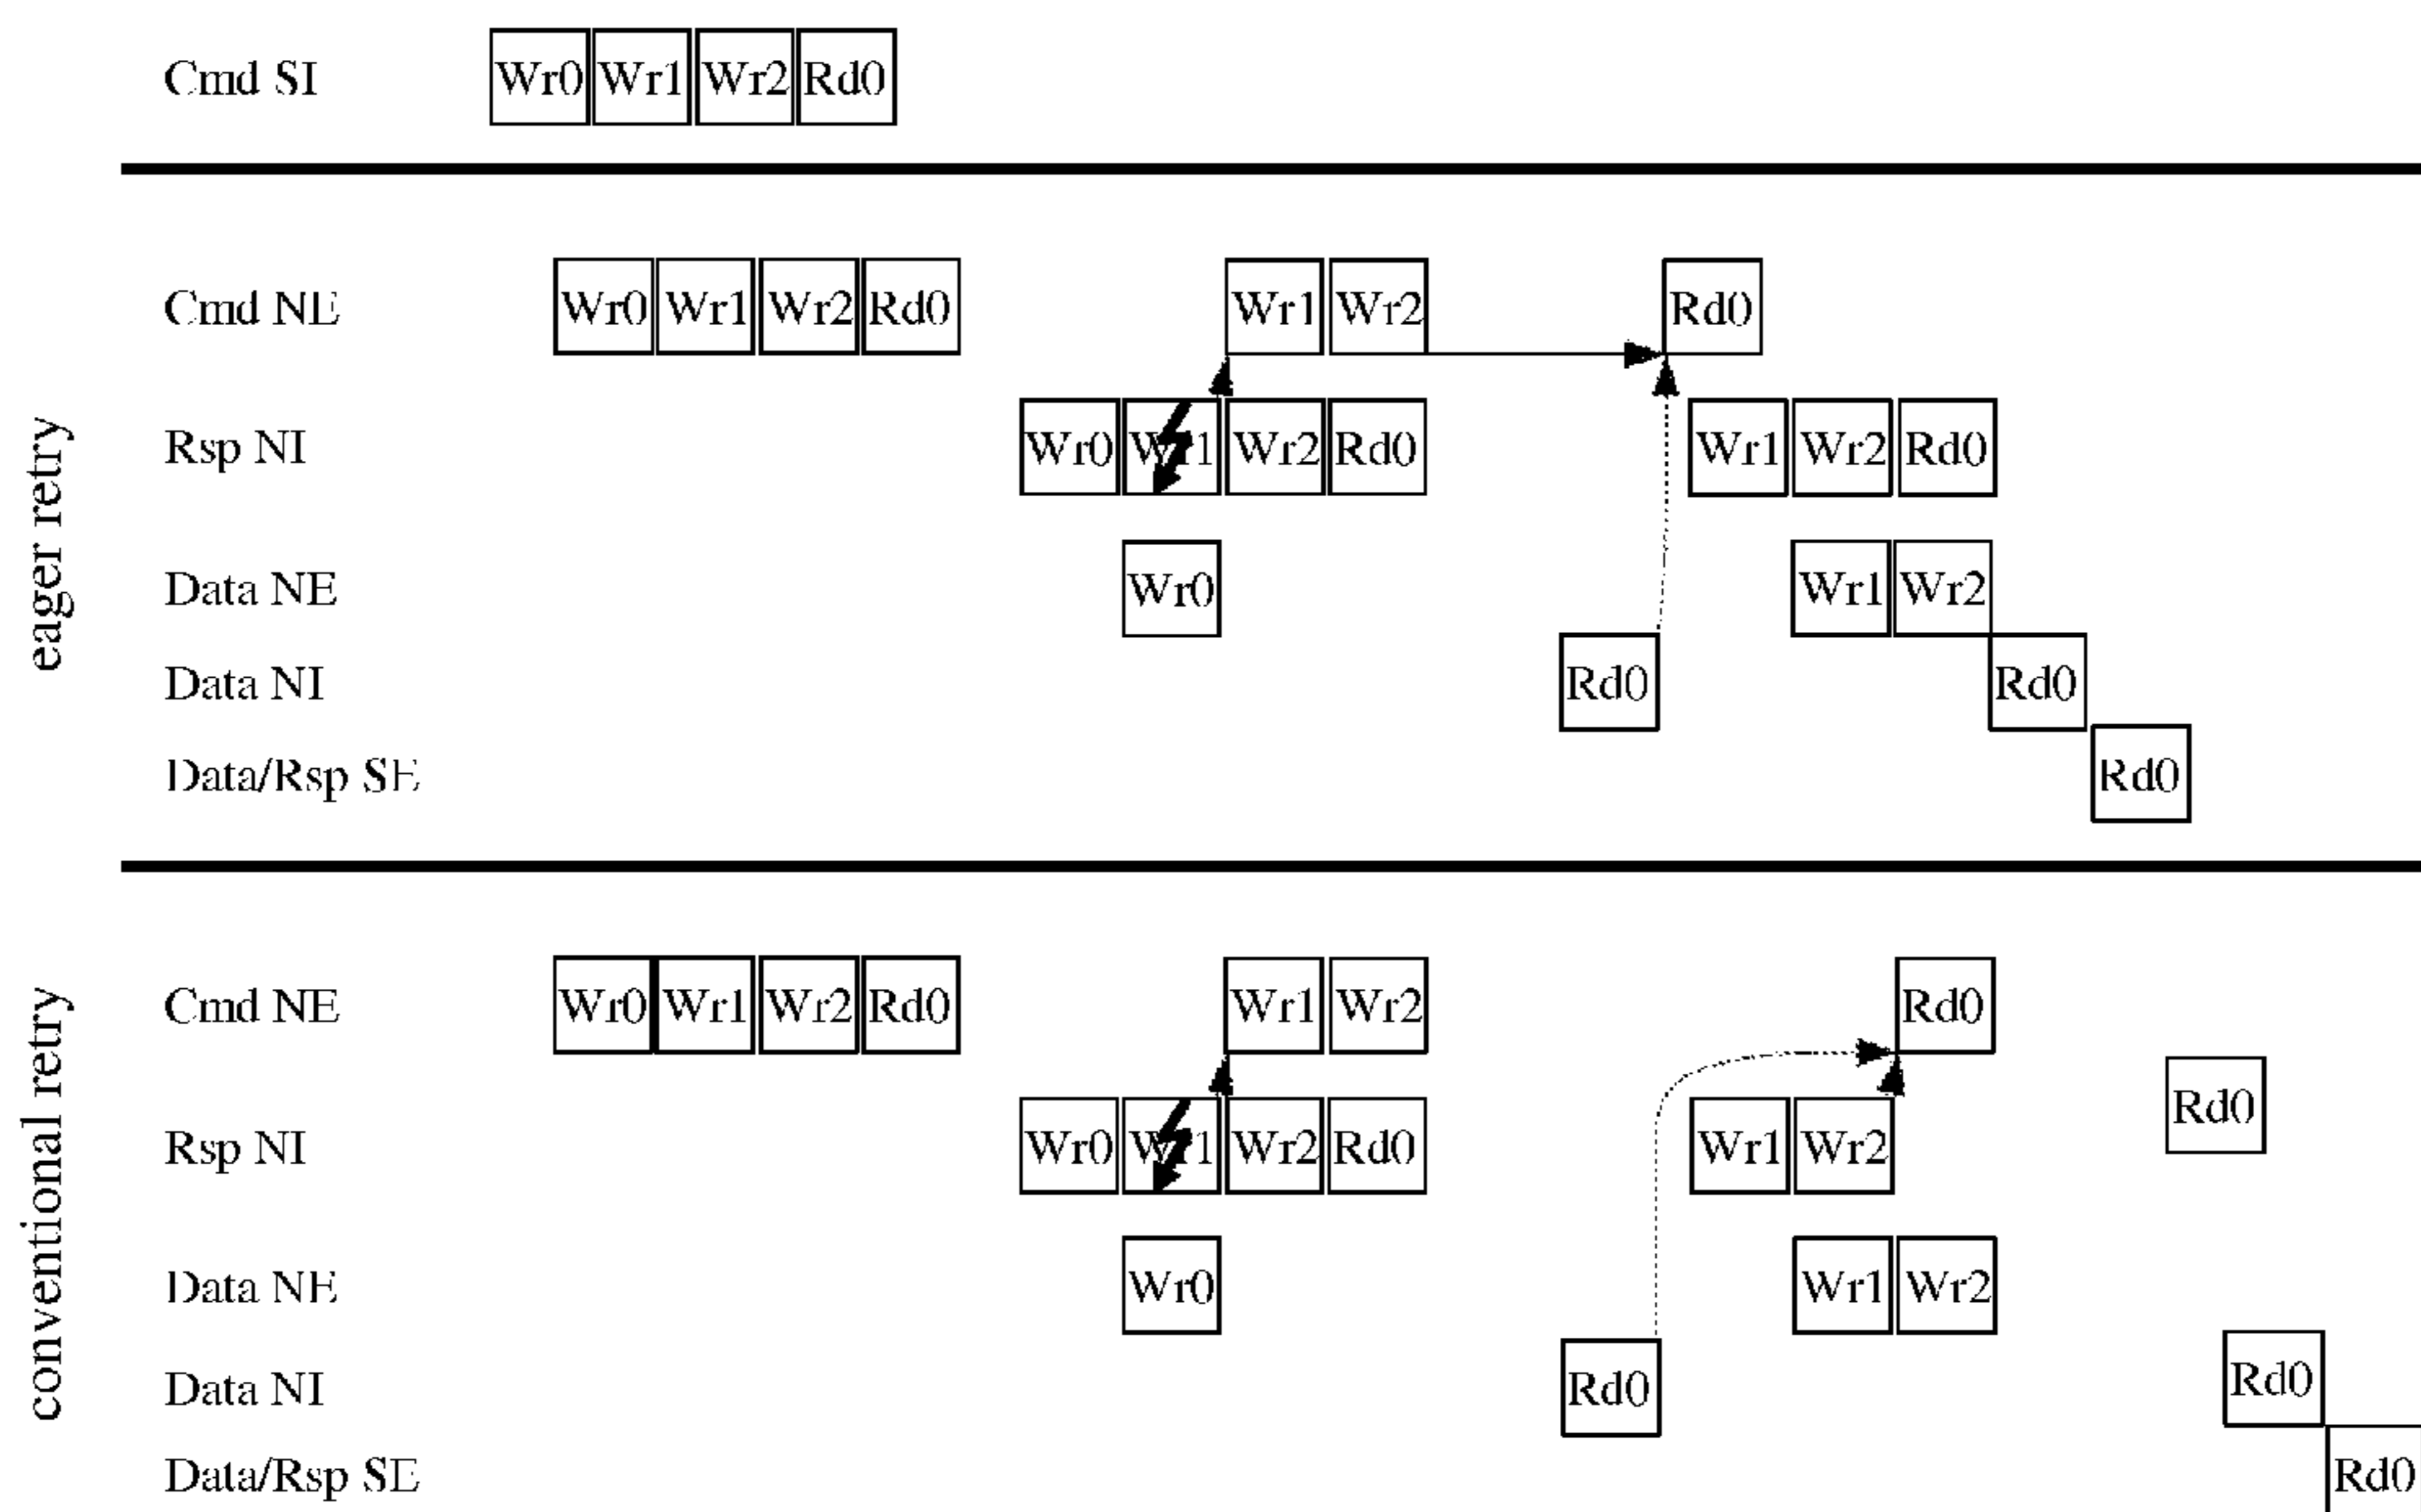 Cmd SI Wr0 Wr1 Wr2 Rd0
eager retry
Cmd NE Wr0 Wr1 Wr2 Rd0 Wr1 Wr2 Rd0
Rsp NI Wr0 Wr1 Wr2 Rd0 Wr1 Wr2 Rd0
Data NE Wr0 Wr1 Wr2
Data NI Rd0 Rd0
Data/Rsp SE Rd0
conventional retry
Cmd NE Wr0 Wr1 Wr2 Rd0 Wr1 Wr2 Rd0
Rsp NI Wr0 Wr1 Wr2 Rd0 Wr1 Wr2 Rd0
Data NE Wr0 Wr1 Wr2
Data NI Rd0 Rd0
Data/Rsp SE Rd0